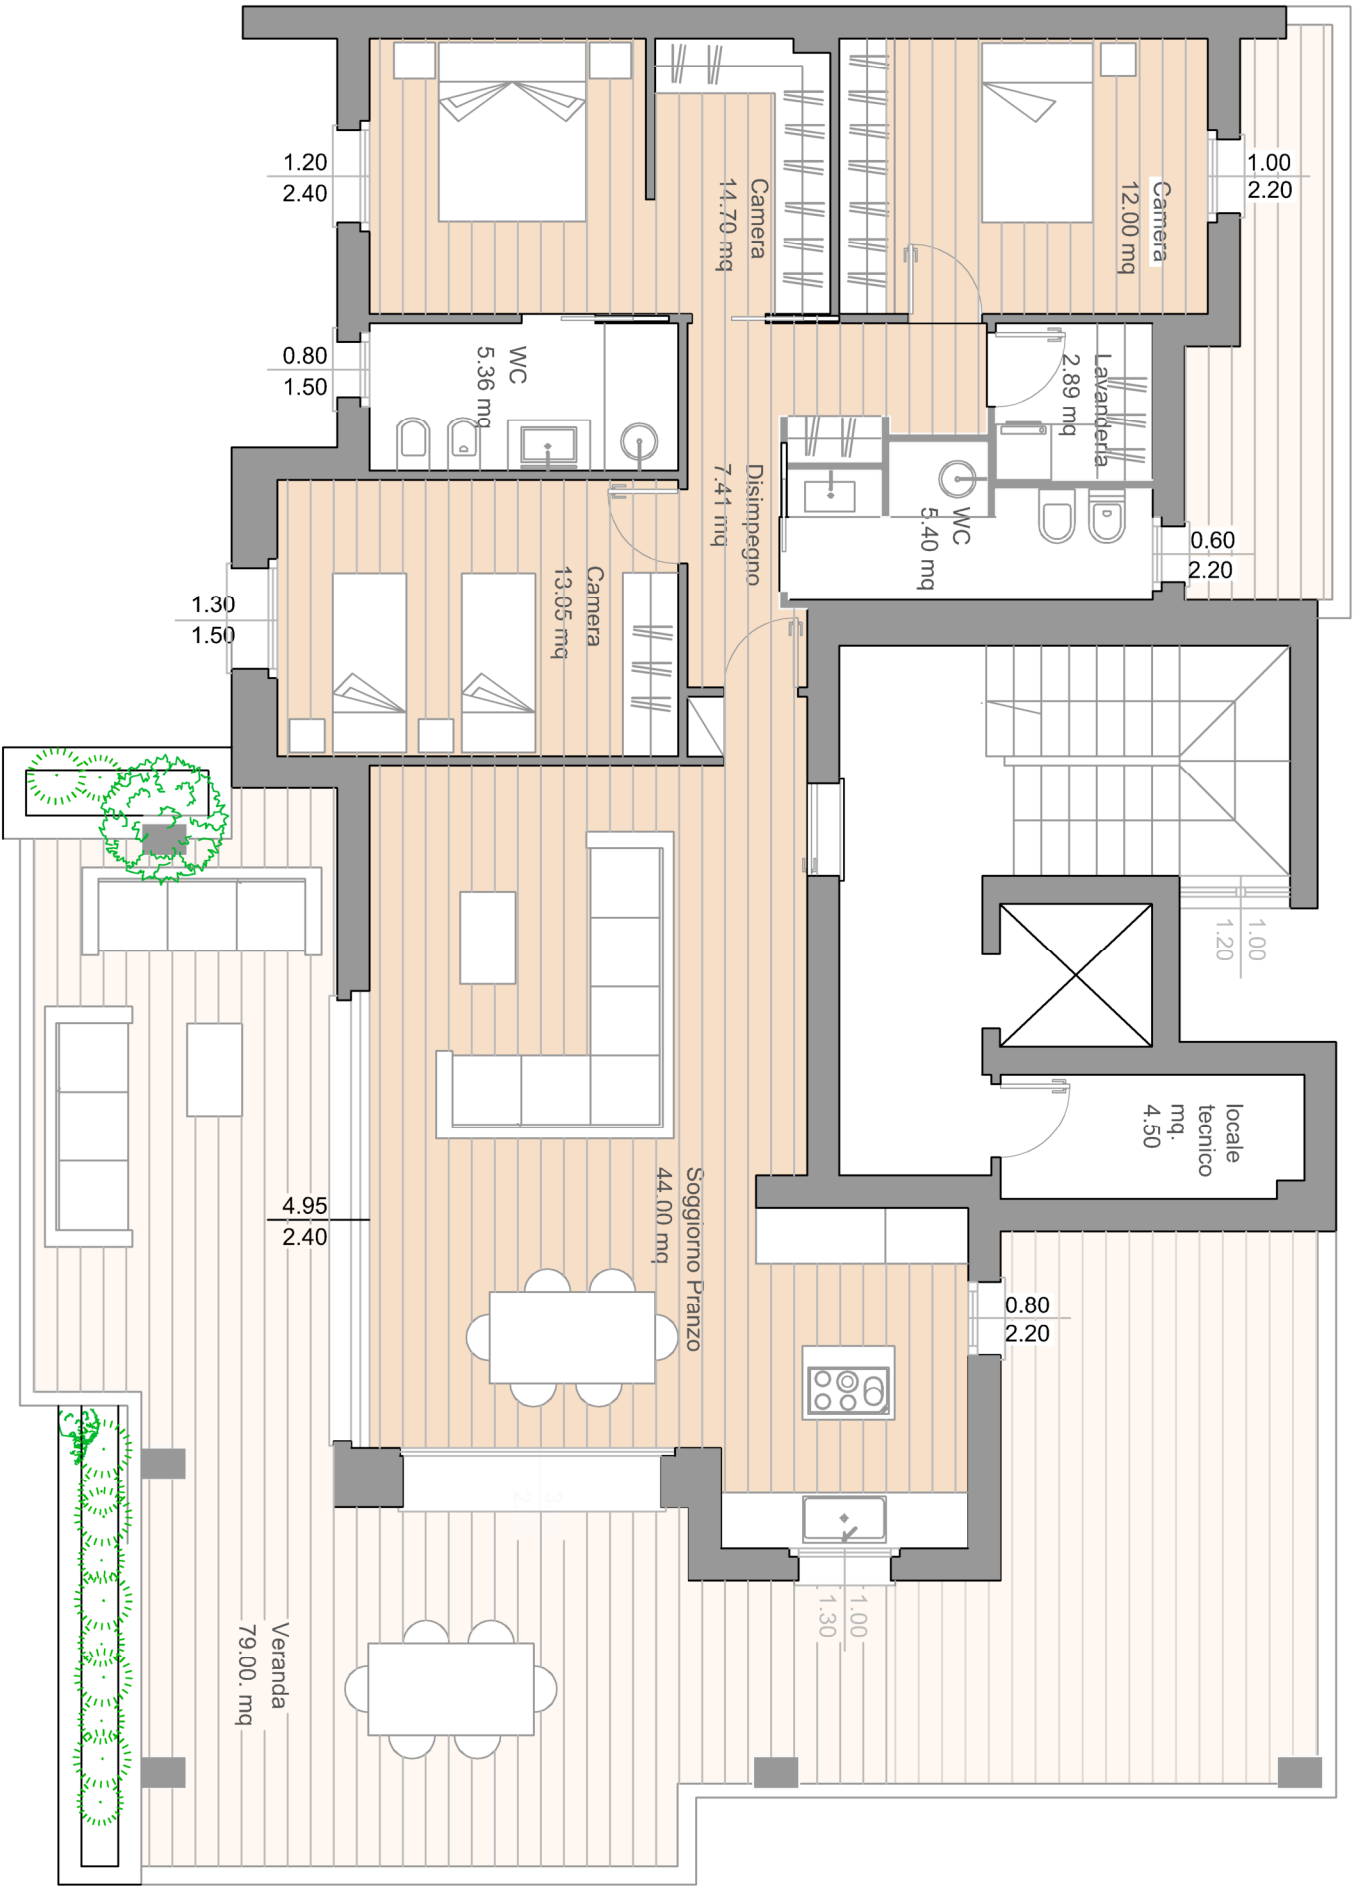 1.20
2.40
Camera
14.70 mq
Camera
12.00 mq
1.00
2.20
0.80
1.50
WC
5.36 mq
Lavanderia
2.89 mq
Disimpegno
7.41 mq
WC
5.40 mq
0.60
2.20
Camera
13.05 mq
1.30
1.50
1.00
1.20
locale
tecnico
mq.
4.50
4.95
2.40
Soggiorno Pranzo
44.00 mq
0.80
2.20
1.00
1.30
Veranda
79.00. mq